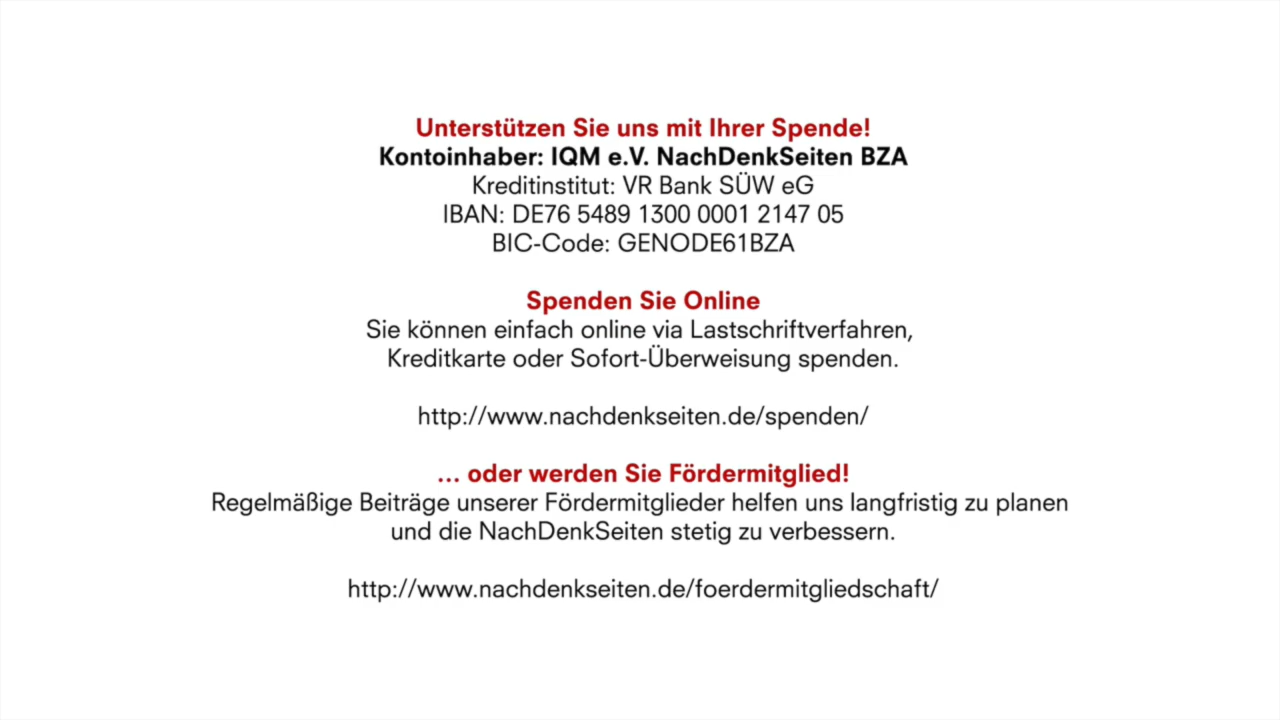 Unterstützen Sie uns mit Ihrer Spende!
Kontoinhaber: IQM e.V. NachDenkSeiten BZA
Kreditinstitut: VR Bank SÜW eG
IBAN: DE76 5489 1300 0001 2147 05
BIC-Code: GENODE61BZA
Spenden Sie Online
Sie können einfach online via Lastschriftverfahren,
Kreditkarte oder Sofort-Überweisung spenden.
http://www.nachdenkseiten.de/spenden/
... oder werden Sie Fördermitglied!
Regelmäßige Beiträge unserer Fördermitglieder helfen uns langfristig zu planen
und die NachDenkSeiten stetig zu verbessern.
http://www.nachdenkseiten.de/foerdermitgliedschaft/